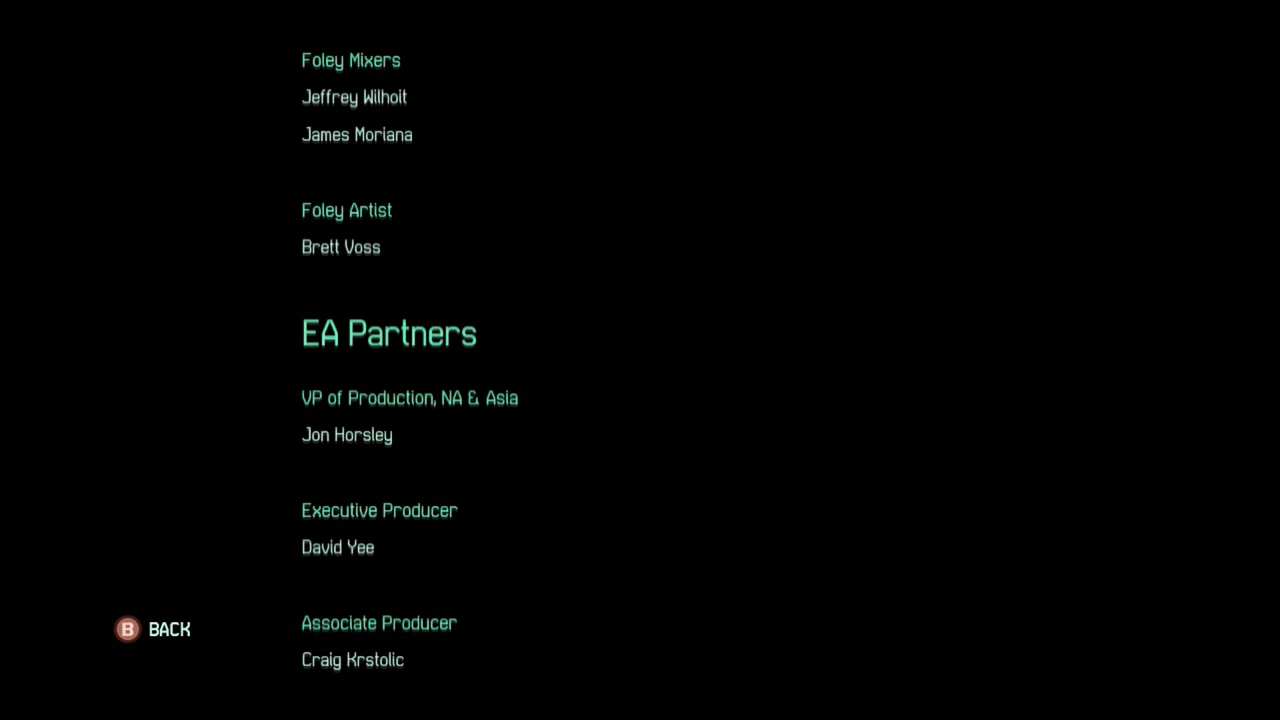 Foley Mixers
Jeffrey Wilhoit
James Moriana
Foley Artist
Brett Voss
EA Partners
VP of Production, NA & Asia
Jon Horsley
Executive Producer
David Yee
Associate Producer
Craig Krstolic
B BACK